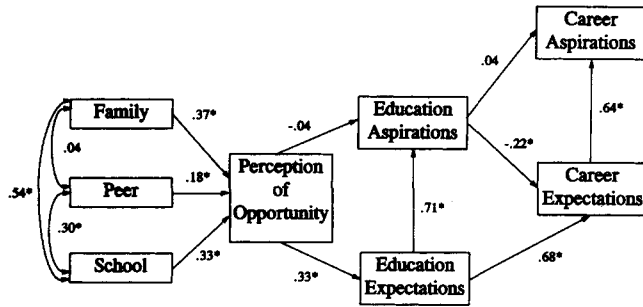 Career
Aspirations
.04
Family
.37*
Education
Aspirations
-.04
.64*
.04
Perception
of
Opportunity
-.22*
Career
Expectations
.54*
Peer
.18*
.71*
.30*
School
.33*
.33*
Education
Expectations
.68*